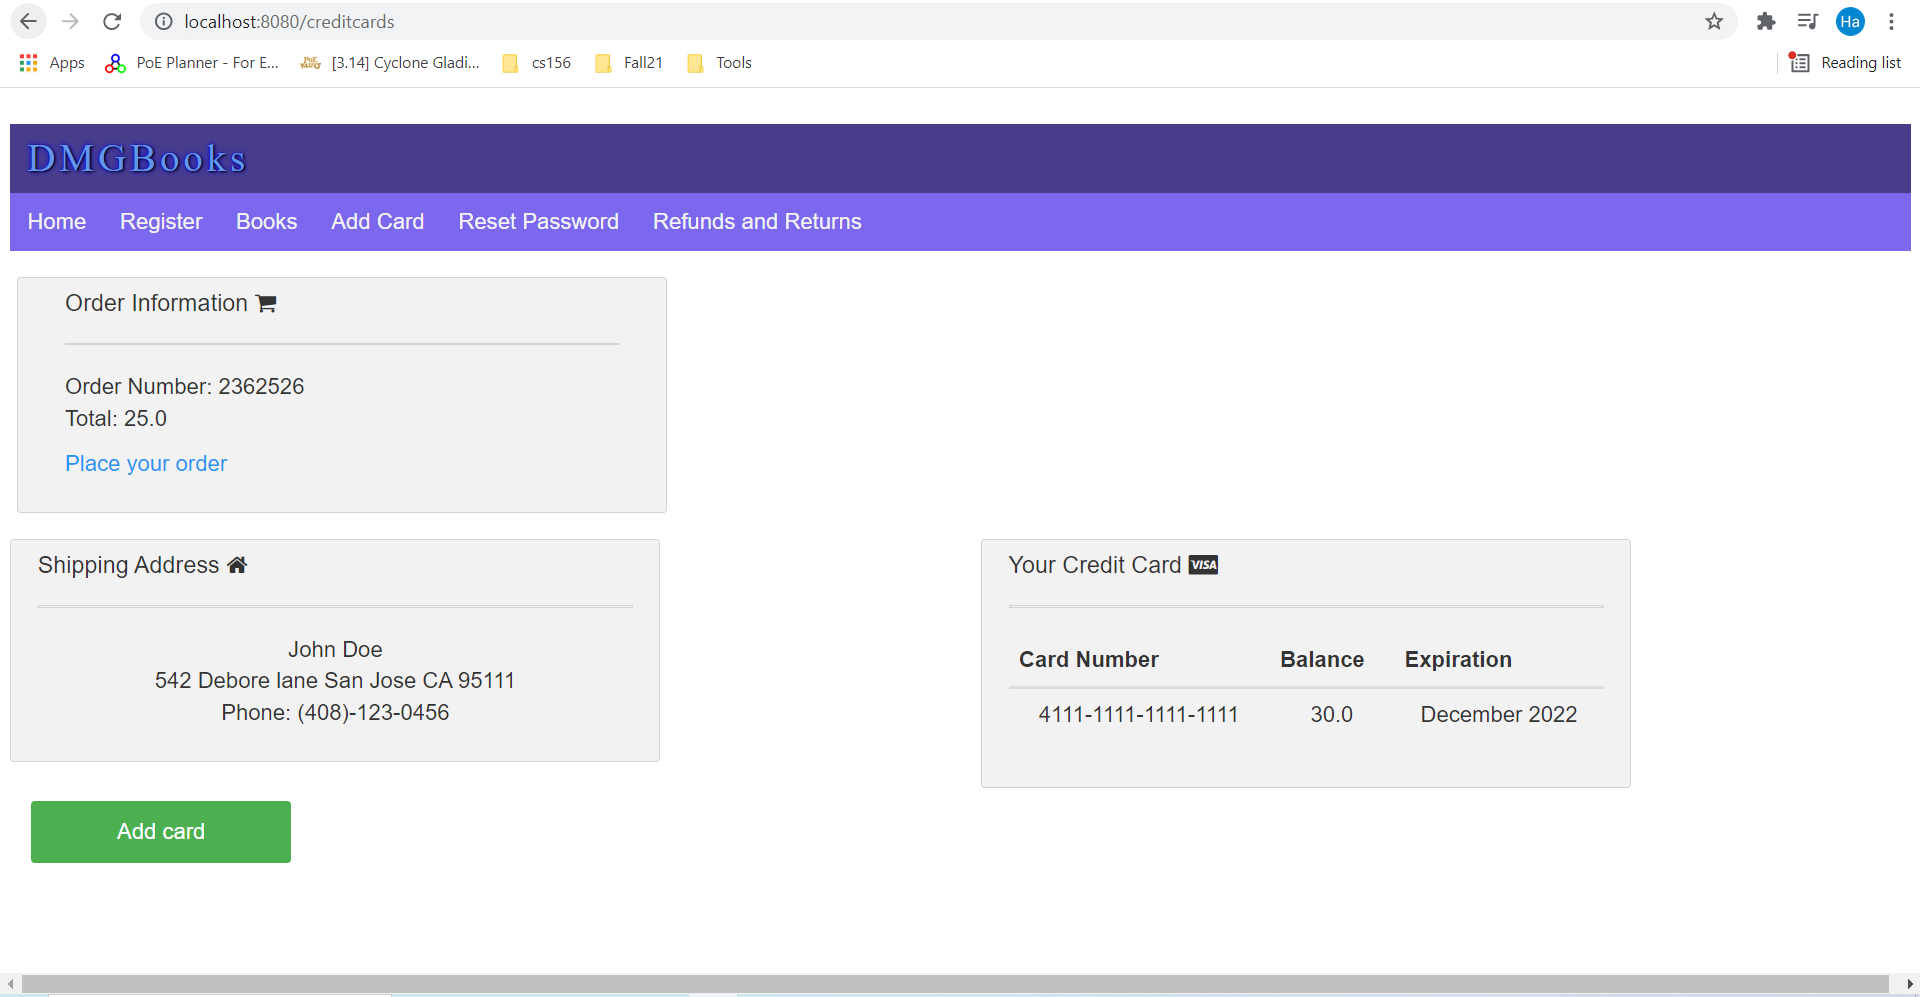 localhost:8080/creditcards
Ha
Apps PoE Planner - For E... PoE VAULT [3.14] Cyclone Gladi... cs156 Fall21 Tools Reading list
DMGBooks
Home Register Books Add Card Reset Password Refunds and Returns
Order Information
Order Number: 2362526
Total: 25.0
Place your order
Shipping Address
John Doe
542 Debore lane San Jose CA 95111
Phone: (408)-123-0456
Your Credit Card VISA
Card Number Balance Expiration
4111-1111-1111-1111 30.0 December 2022
Add card